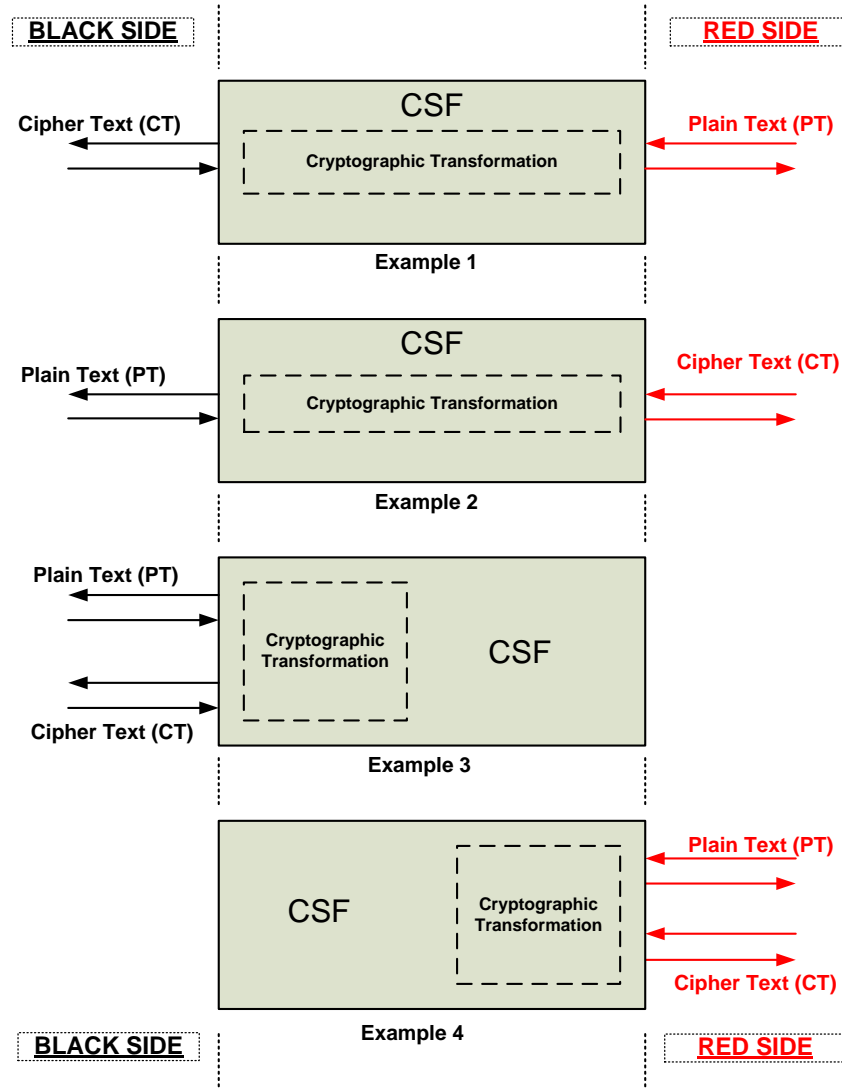 BLACK SIDE
RED SIDE
CSF
Cipher Text (CT)
Plain Text (PT)
Cryptographic Transformation
Example 1
CSF
Plain Text (PT)
Cipher Text (CT)
Cryptographic Transformation
Example 2
Plain Text (PT)
Cryptographic
Transformation
CSF
Cipher Text (CT)
Example 3
Plain Text (PT)
CSF
Cryptographic
Transformation
Cipher Text (CT)
Example 4
BLACK SIDE
RED SIDE